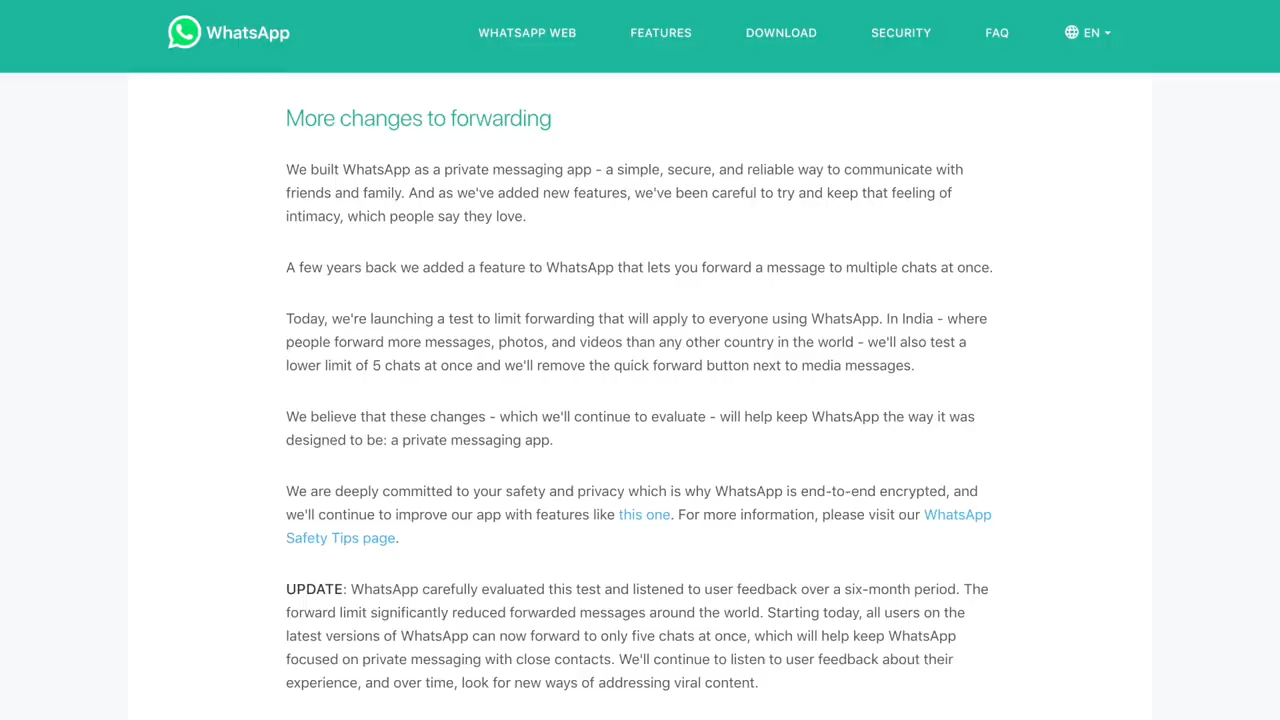 WhatsApp
WHATSAPP WEB
FEATURES
DOWNLOAD
SECURITY
FAQ
EN
More changes to forwarding
We built WhatsApp as a private messaging app - a simple, secure, and reliable way to communicate with
friends and family. And as we've added new features, we've been careful to try and keep that feeling of
intimacy, which people say they love.
A few years back we added a feature to WhatsApp that lets you forward a message to multiple chats at once.
Today, we're launching a test to limit forwarding that will apply to everyone using WhatsApp. In India - where
people forward more messages, photos, and videos than any other country in the world - we'll also test a
lower limit of 5 chats at once and we'll remove the quick forward button next to media messages.
We believe that these changes - which we'll continue to evaluate - will help keep WhatsApp the way it was
designed to be: a private messaging app.
We are deeply committed to your safety and privacy which is why WhatsApp is end-to-end encrypted, and
we'll continue to improve our app with features like this one. For more information, please visit our WhatsApp
Safety Tips page.
UPDATE: WhatsApp carefully evaluated this test and listened to user feedback over a six-month period. The
forward limit significantly reduced forwarded messages around the world. Starting today, all users on the
latest versions of WhatsApp can now forward to only five chats at once, which will help keep WhatsApp
focused on private messaging with close contacts. We'll continue to listen to user feedback about their
experience, and over time, look for new ways of addressing viral content.